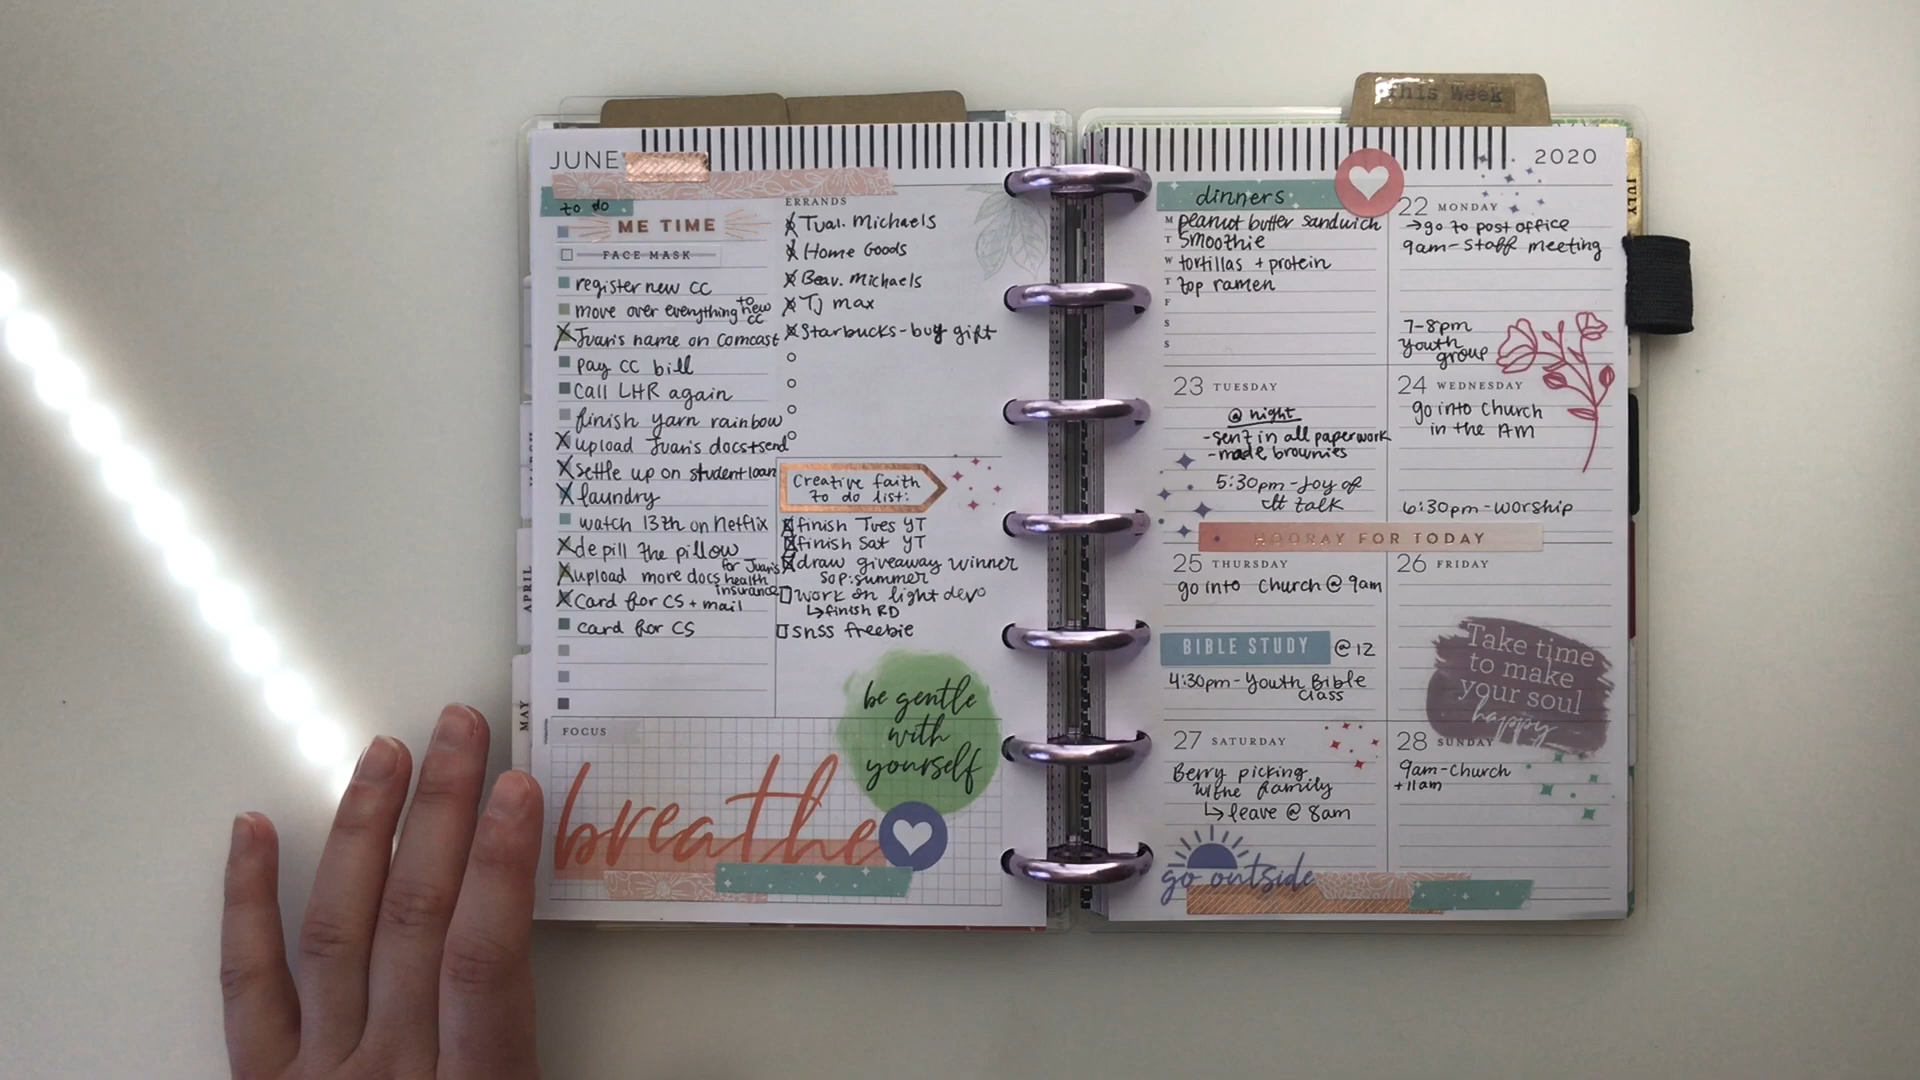 This Week
JUNE
to do
ME TIME
FACE MASK
register new CC
move over everything to new CC
Juan's name on Comcast
pay CC bill
Call LHR again
finish yarn rainbow
upload Juan's docs + send
settle up on student loan
laundry
watch 13th on Netflix
depill the pillow
upload more docs for Juan's health insurance
Card for CS + mail
card for CS
ERRANDS
Tual. Michaels
Home Goods
Beav. Michaels
TJ max
Starbucks - buy gift
Creative faith
to do list:
finish Tues YT
finish Sat YT
draw giveaway winner
SOP: summer
work on light devo
↳ finish RD
snss freebie
FOCUS
breathe
be gentle
with
yourself
MARCH
APRIL
MAY
2020
JULY
dinners
M peanut butter sandwich
T Smoothie
W tortillas + protein
T top ramen
F
S
S
22 MONDAY
→ go to post office
9am - Staff meeting
7-8pm
Youth
group
23 TUESDAY
@ night
- sent in all paperwork
- made brownies
5:30pm - Joy of
talk
24 WEDNESDAY
go into church
in the AM
6:30pm - worship
HOORAY FOR TODAY
25 THURSDAY
go into church @ 9am
BIBLE STUDY @ 12
4:30pm - Youth Bible
class
26 FRIDAY
Take time
to make
your soul
happy
27 SATURDAY
Berry picking
w/the family
↳ leave @ 8am
go outside
28 SUNDAY
9am - Church
+ 11am